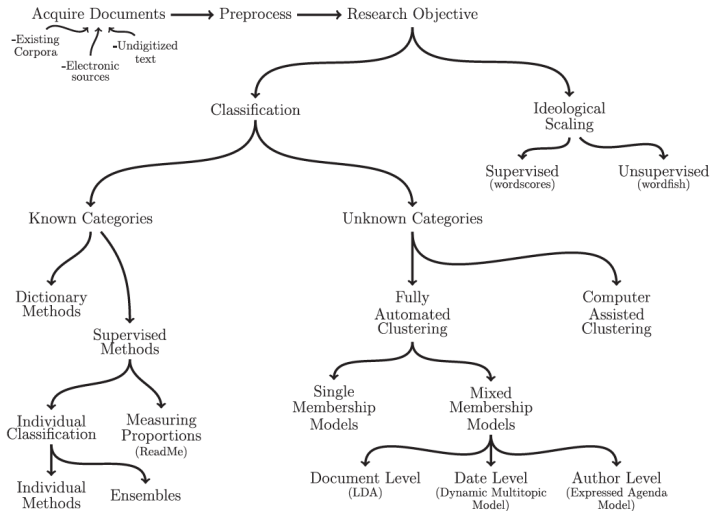 Acquire Documents
Preprocess
Research Objective
-Existing
Corpora
-Undigitized
text
-Electronic
sources
Classification
Ideological
Scaling
Supervised
(wordscores)
Unsupervised
(wordfish)
Known Categories
Unknown Categories
Dictionary
Methods
Fully
Automated
Clustering
Computer
Assisted
Clustering
Supervised
Methods
Single
Membership
Models
Mixed
Membership
Models
Individual
Classification
Measuring
Proportions
(ReadMe)
Individual
Methods
Ensembles
Document Level
(LDA)
Date Level
(Dynamic Multitopic
Model)
Author Level
(Expressed Agenda
Model)